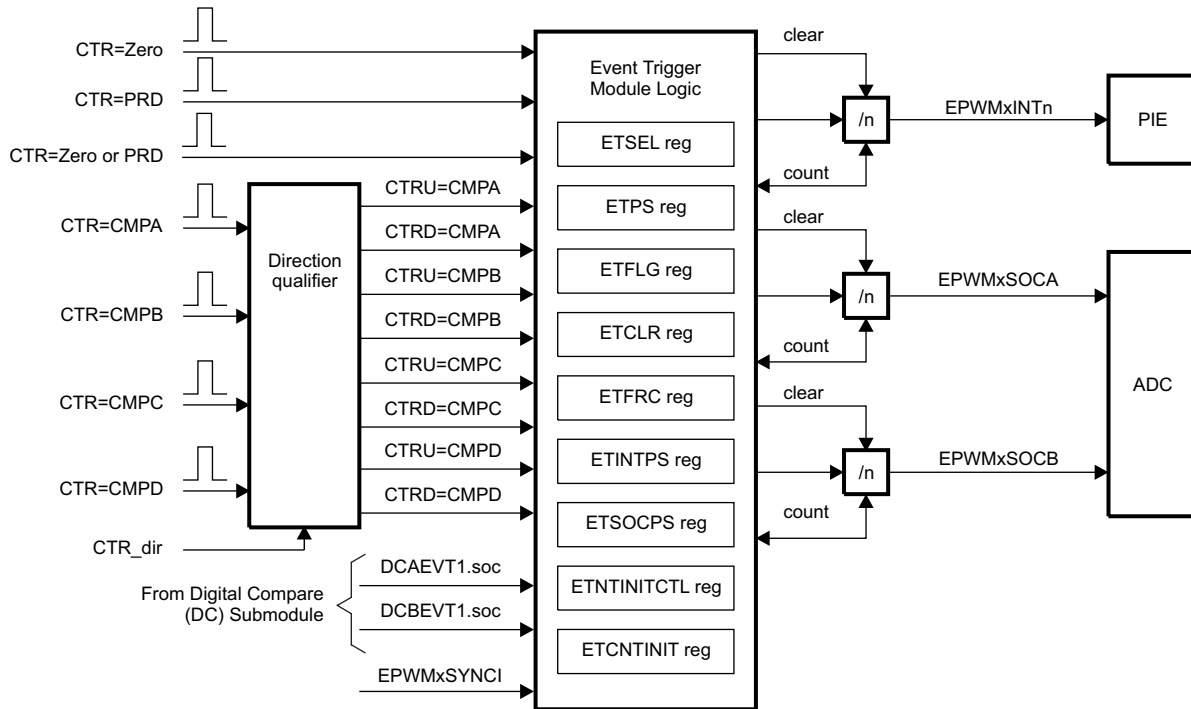 CTR=Zero
CTR=PRD
CTR=Zero or PRD
CTR=CMPA
CTR=CMPB
CTR=CMPC
CTR=CMPD
CTR_dir
Direction
qualifier
CTRU=CMPA
CTRD=CMPA
CTRU=CMPB
CTRD=CMPB
CTRU=CMPC
CTRD=CMPC
CTRU=CMPD
CTRD=CMPD
From Digital Compare
(DC) Submodule
DCAEVT1.soc
DCBEVT1.soc
EPWMxSYNCI
Event Trigger
Module Logic
ETSEL reg
ETPS reg
ETFLG reg
ETCLR reg
ETFRC reg
ETINTPS reg
ETSOCPS reg
ETNTINITCTL reg
ETCNTINIT reg
clear
/n
count
EPWMxINTn
PIE
clear
/n
count
EPWMxSOCA
clear
/n
count
EPWMxSOCB
ADC